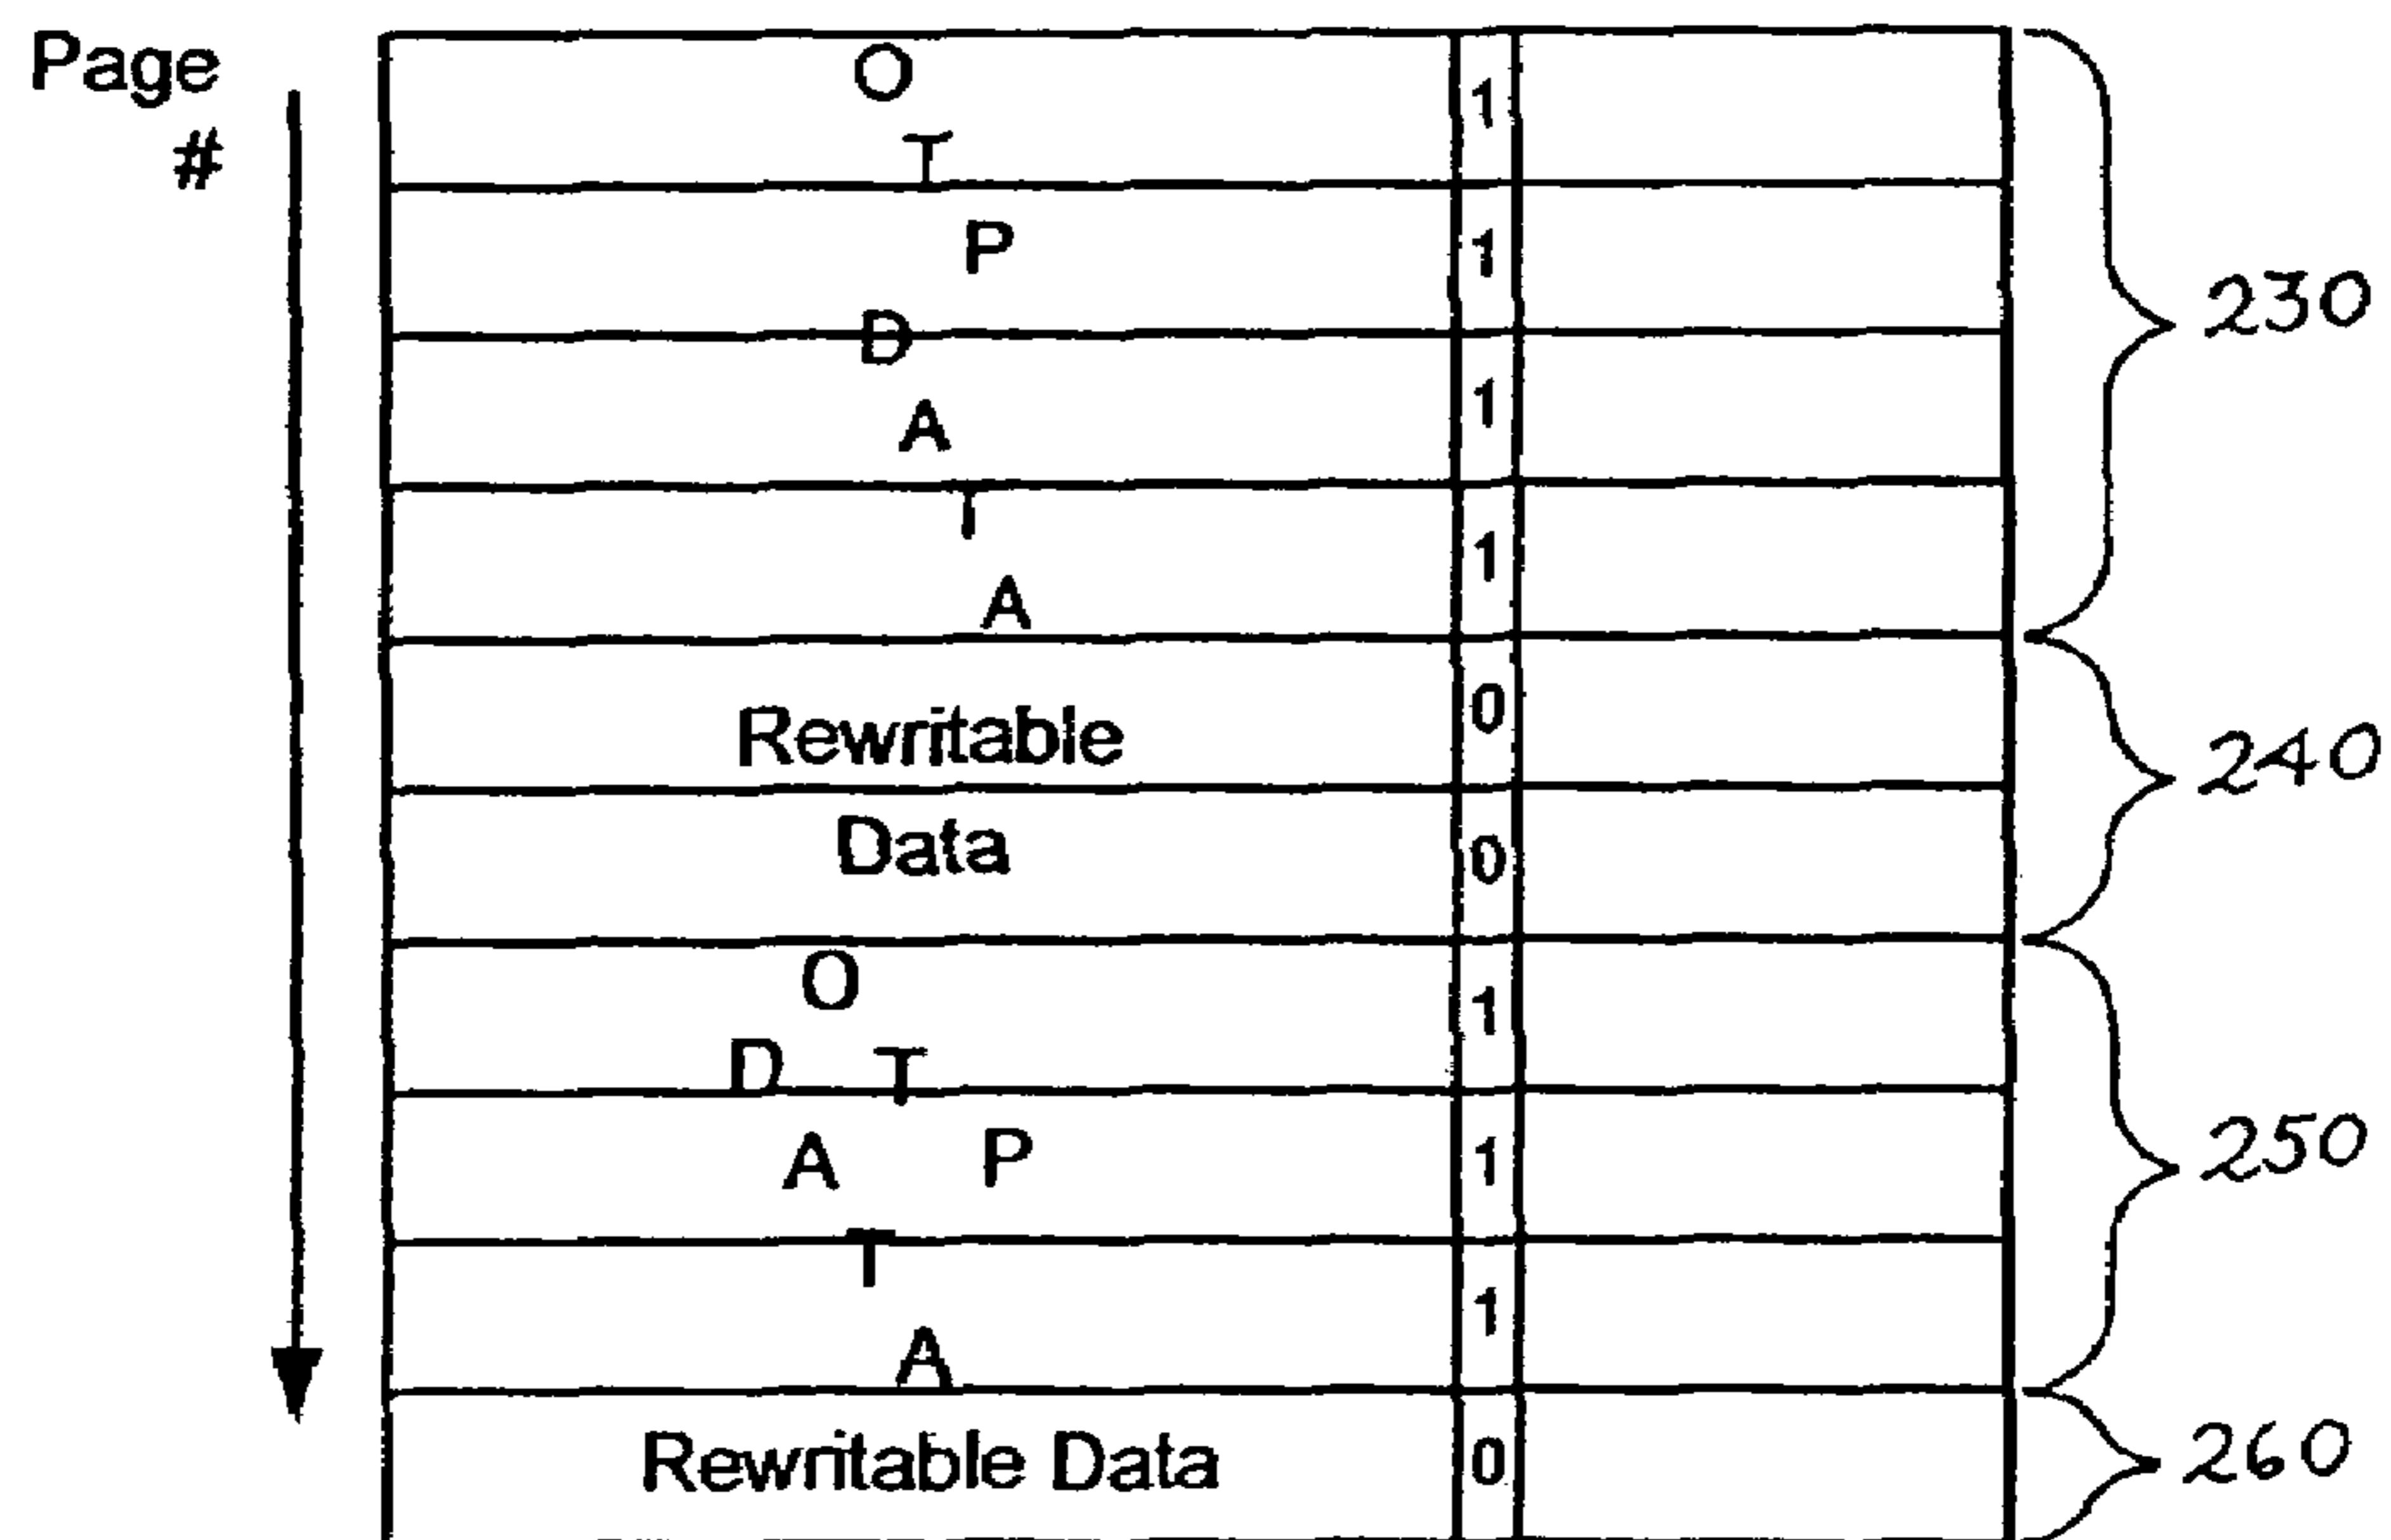 Page
#
O
1
T
P
1
D
230
A
1
T
1
A
Rewritable
0
240
Data
0
O
1
D T
A P
1
250
T
1
A
Rewritable Data
0
260